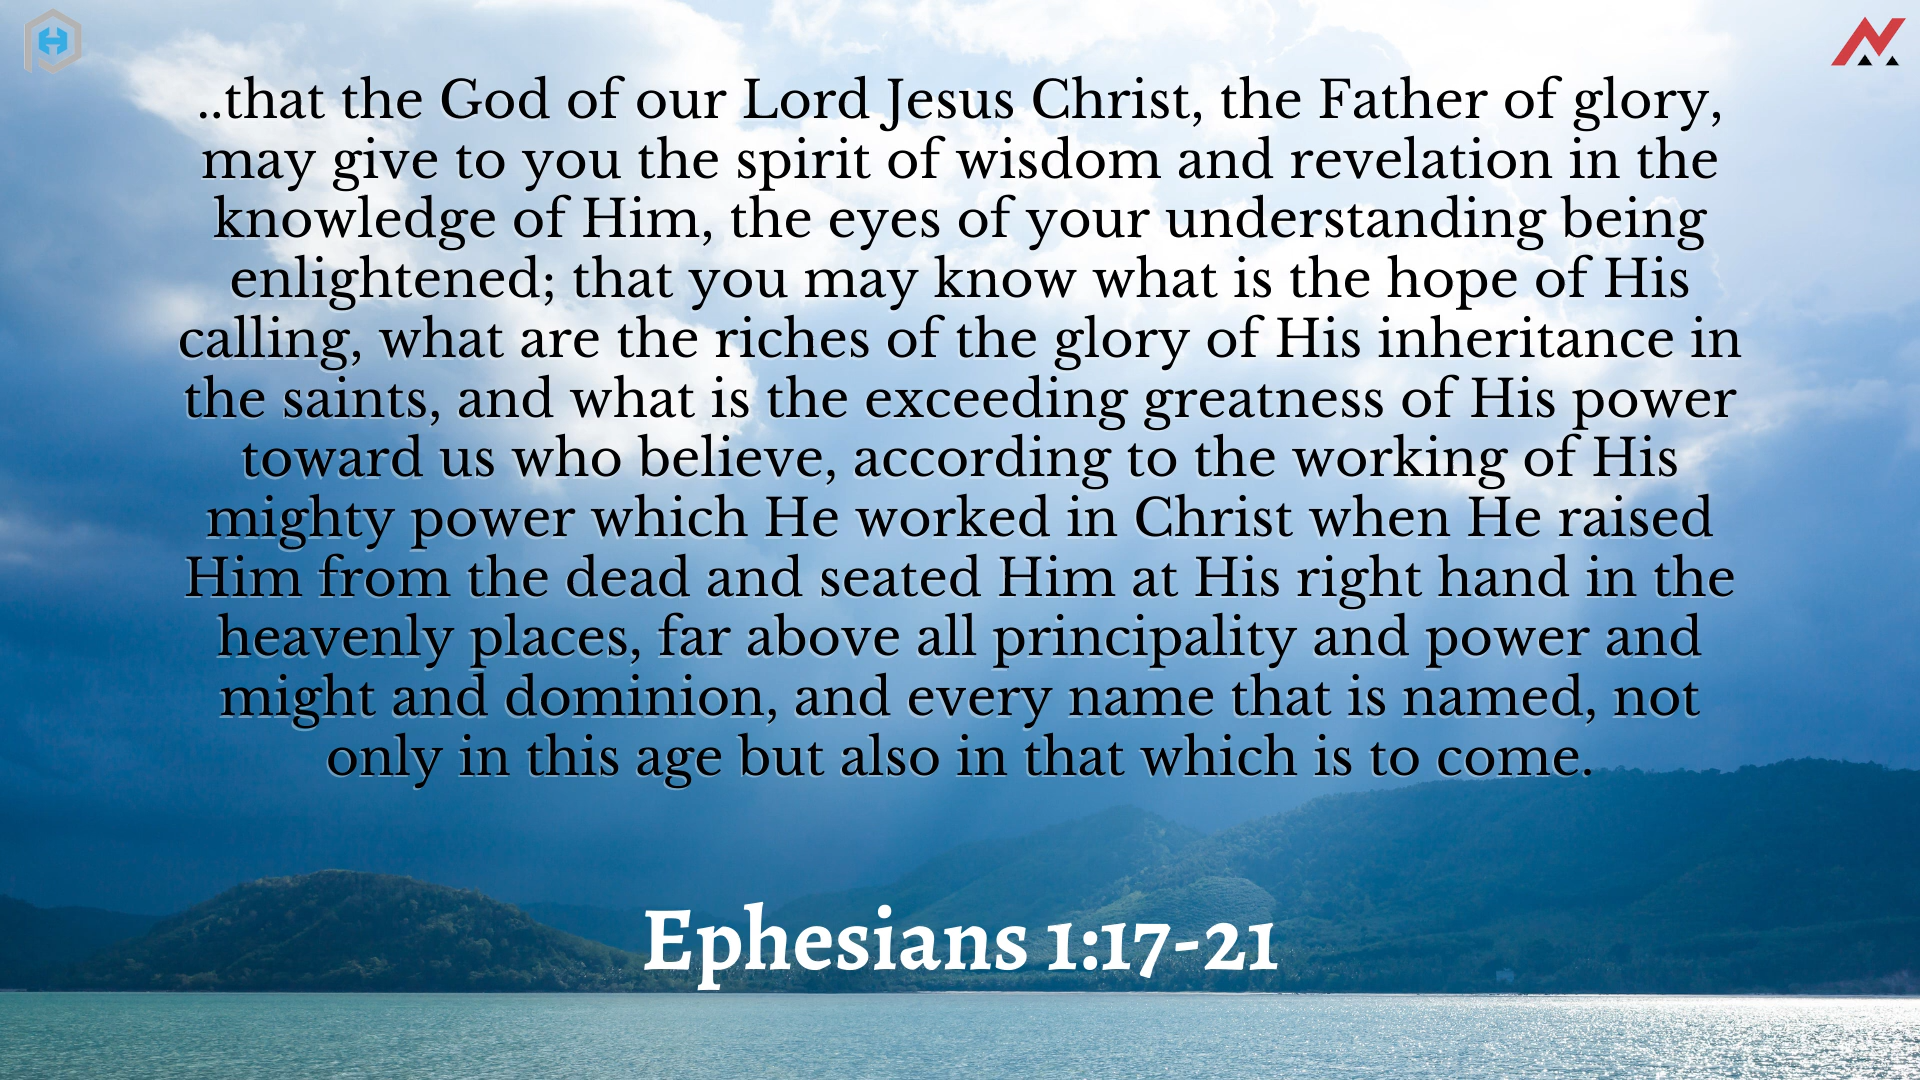 ..that the God of our Lord Jesus Christ, the Father of glory,
may give to you the spirit of wisdom and revelation in the
knowledge of Him, the eyes of your understanding being
enlightened; that you may know what is the hope of His
calling, what are the riches of the glory of His inheritance in
the saints, and what is the exceeding greatness of His power
toward us who believe, according to the working of His
mighty power which He worked in Christ when He raised
Him from the dead and seated Him at His right hand in the
heavenly places, far above all principality and power and
might and dominion, and every name that is named, not
only in this age but also in that which is to come.
Ephesians 1:17-21